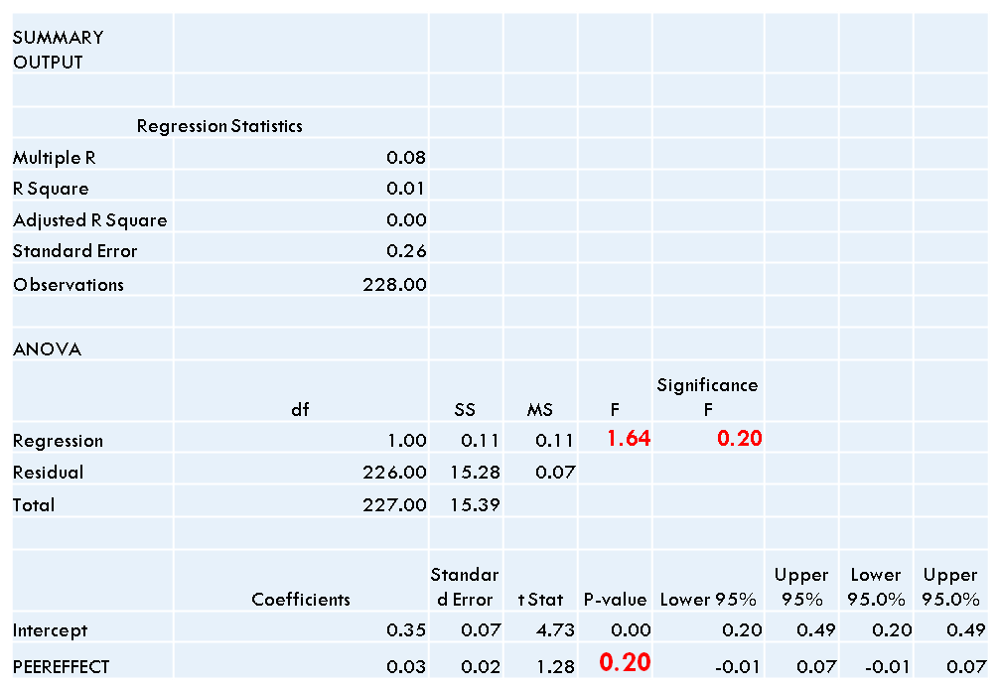 SUMMARY
OUTPUT
Regression Statistics
Multiple R 0.08
R Square 0.01
Adjusted R Square 0.00
Standard Error 0.26
Observations 228.00
ANOVA
df SS MS F Significance F
Regression 1.00 0.11 0.11 1.64 0.20
Residual 226.00 15.28 0.07
Total 227.00 15.39
Coefficients Standard Error t Stat P-value Lower 95% Upper 95% Lower 95.0% Upper 95.0%
Intercept 0.35 0.07 4.73 0.00 0.20 0.49 0.20 0.49
PEEREFFECT 0.03 0.02 1.28 0.20 -0.01 0.07 -0.01 0.07